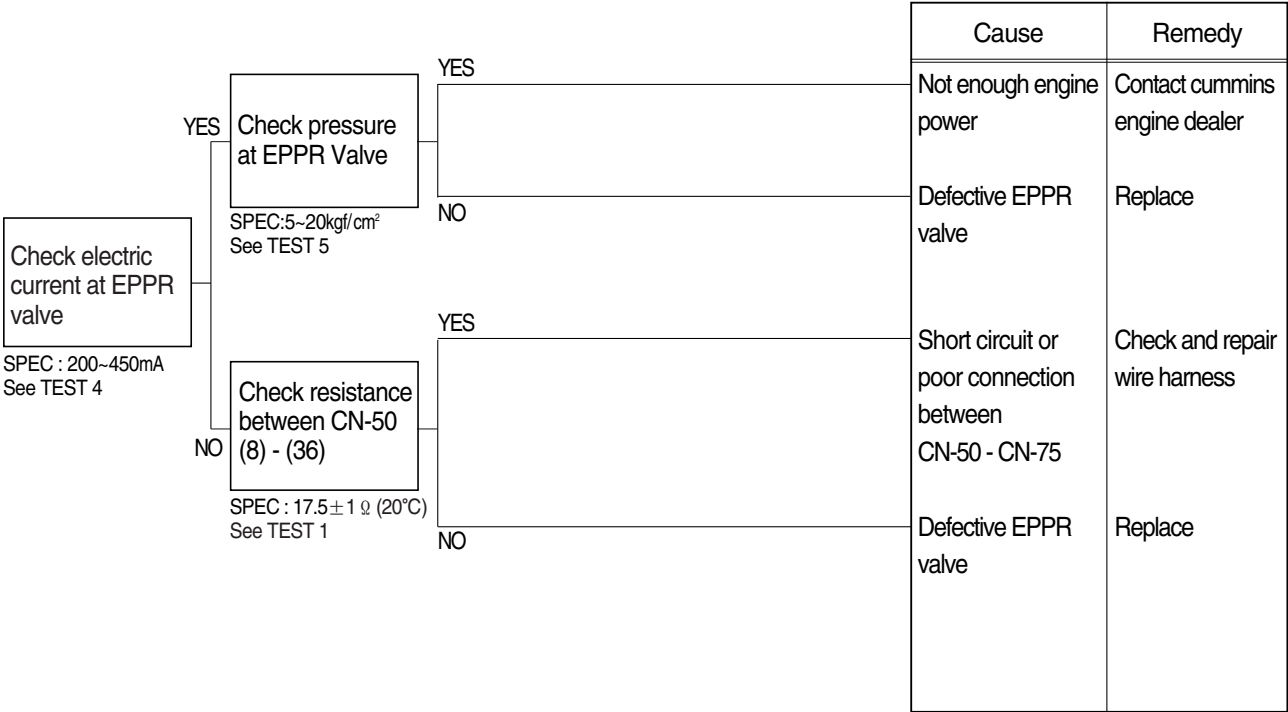 Cause
Remedy
YES
Not enough engine
power
Contact cummins
engine dealer
YES
Check pressure
at EPPR Valve
NO
Defective EPPR
valve
Replace
SPEC:5~20kgf/cm²
See TEST 5
Check electric
current at EPPR
valve
SPEC : 200~450mA
See TEST 4
YES
Short circuit or
poor connection
between
CN-50 - CN-75
Check and repair
wire harness
Check resistance
between CN-50
(8) - (36)
NO
SPEC : 17.5±1 Ω (20°C)
See TEST 1
NO
Defective EPPR
valve
Replace